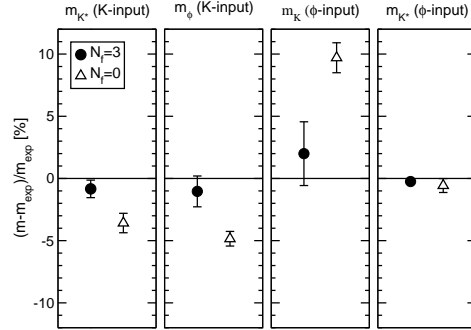 m_K* (K-input) m_ϕ (K-input) m_K (ϕ-input) m_K* (ϕ-input)
10
5
0
-5
-10
(m-m_exp)/m_exp [%]
N_f=3
N_f=0